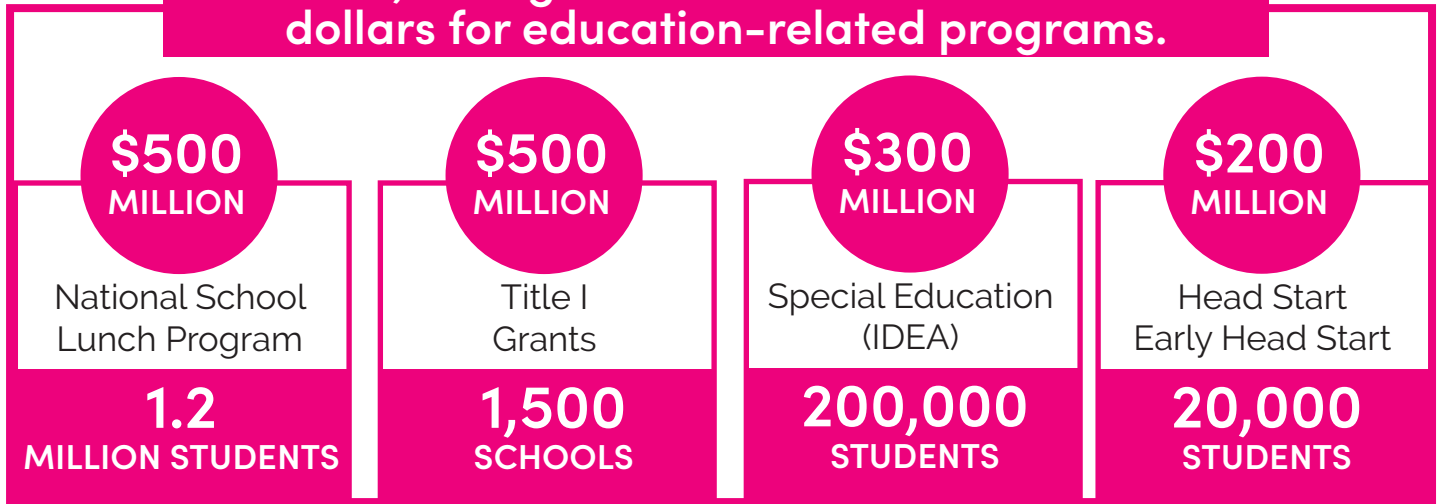 dollars for education-related programs.
$500
MILLION
National School
Lunch Program
1.2
MILLION STUDENTS
$500
MILLION
Title I
Grants
1,500
SCHOOLS
$300
MILLION
Special Education
(IDEA)
200,000
STUDENTS
$200
MILLION
Head Start
Early Head Start
20,000
STUDENTS